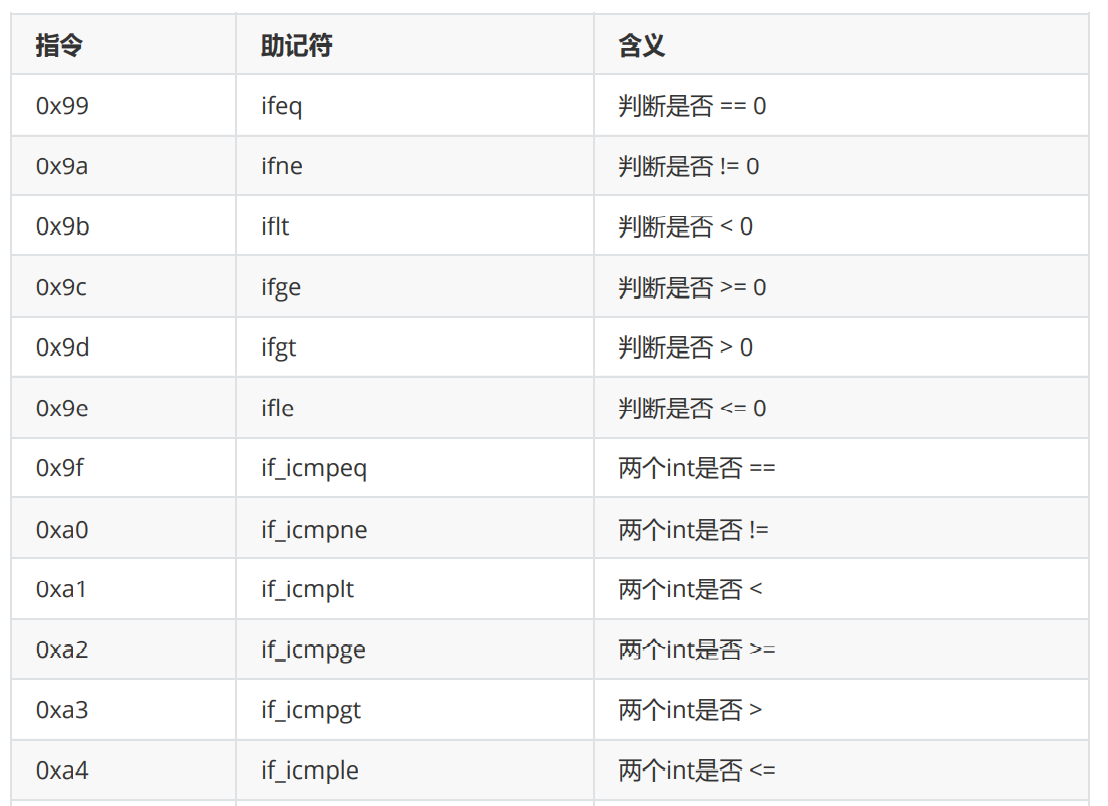 指令 助记符 含义
0x99 ifeq 判断是否 == 0
0x9a ifne 判断是否 != 0
0x9b iflt 判断是否 < 0
0x9c ifge 判断是否 >= 0
0x9d ifgt 判断是否 > 0
0x9e ifle 判断是否 <= 0
0x9f if_icmpeq 两个int是否 ==
0xa0 if_icmpne 两个int是否 !=
0xa1 if_icmplt 两个int是否 <
0xa2 if_icmpge 两个int是否 >=
0xa3 if_icmpgt 两个int是否 >
0xa4 if_icmple 两个int是否 <=